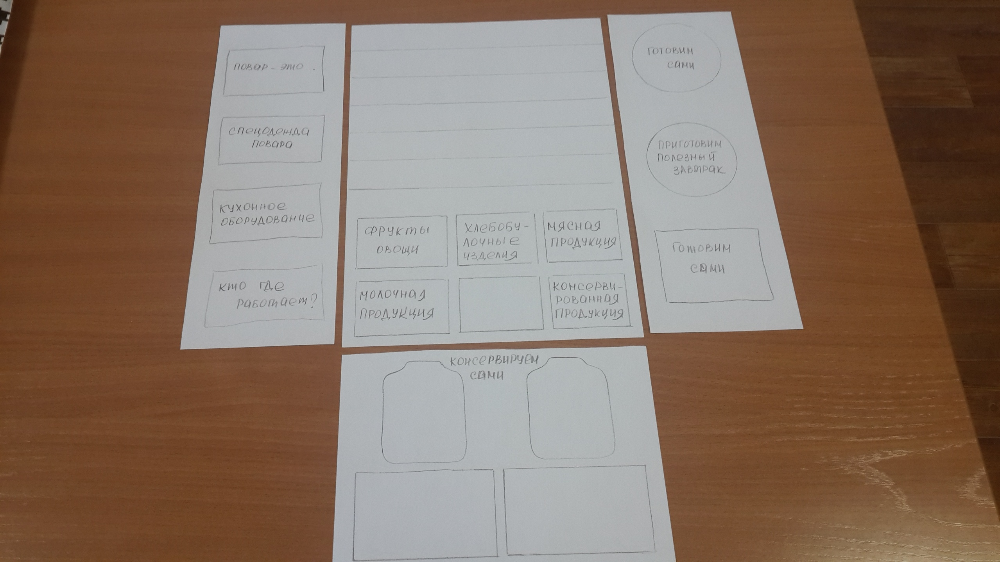 повар - это .
спецодежда
повара
кухонное
оборудование
кто где
работает?
фрукты
овощи
хлебобу-
лочные
изделия
мясная
продукция
молочная
продукция
консерви-
рованная
продукция
готовим
сами
приготовим
полезный
завтрак
готовим
сами
консервируем
сами